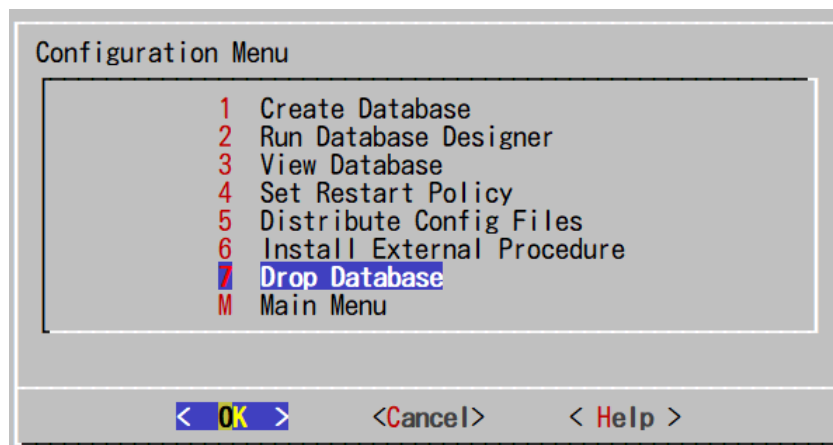 Configuration Menu
1 Create Database
2 Run Database Designer
3 View Database
4 Set Restart Policy
5 Distribute Config Files
6 Install External Procedure
7 Drop Database
M Main Menu
< OK > <Cancel> < Help >